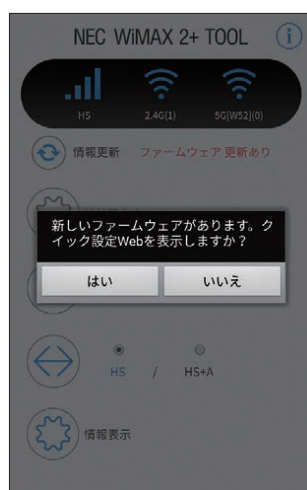 NEC WiMAX 2+ TOOL
HS 2.4G(1) 5G[W52](0)
情報更新 ファームウェア更新あり
新しいファームウェアがあります。ク
イック設定Webを表示しますか？
はい いいえ
HS / HS+A
情報表示